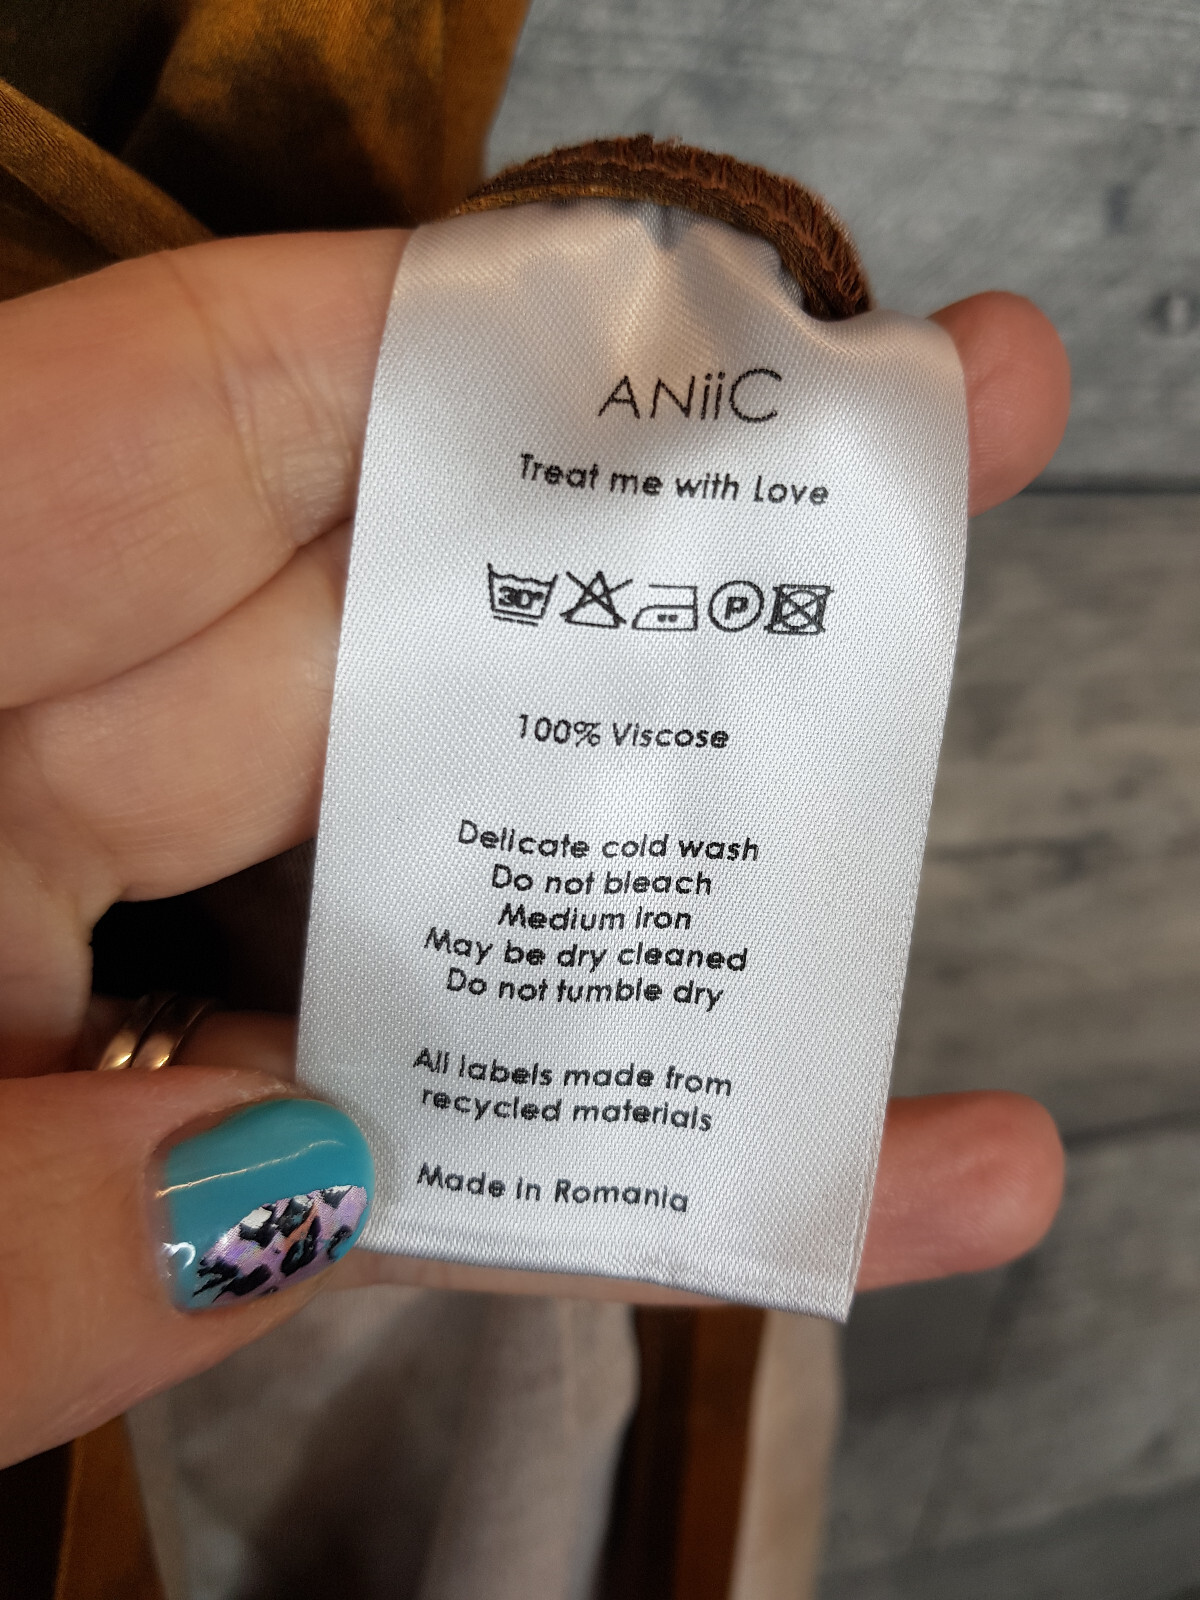 ANiiC
Treat me with Love
30° P
100% Viscose
Delicate cold wash
Do not bleach
Medium iron
May be dry cleaned
Do not tumble dry
All labels made from
recycled materials
Made in Romania